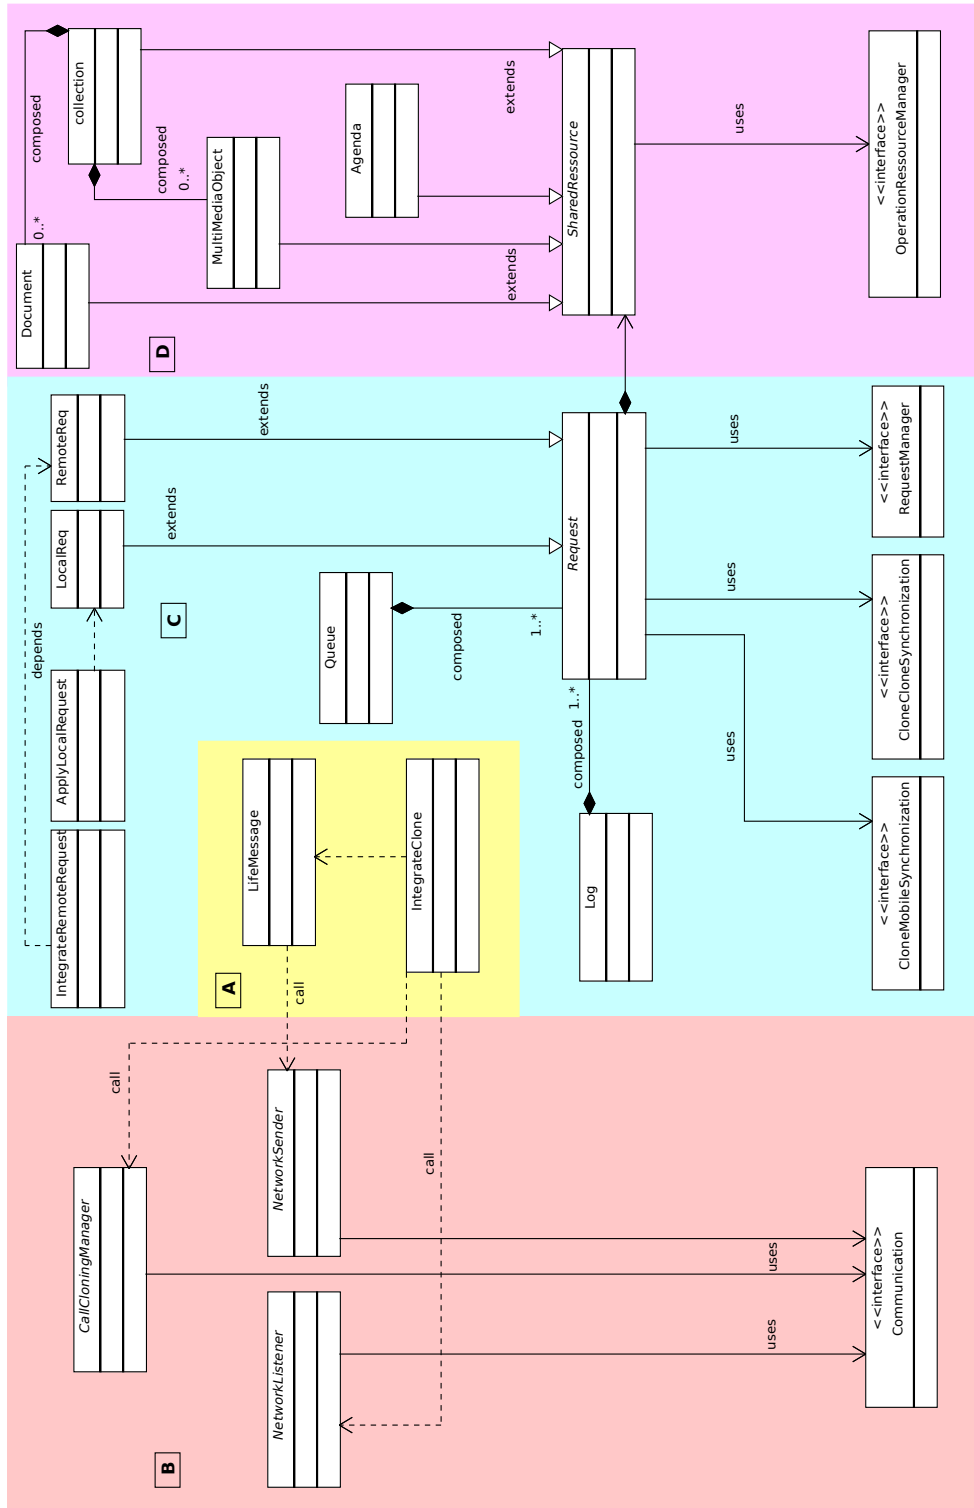 CallCloningManager
call
IntegrateRemoteRequest
ApplyLocalRequest
depends
LocalReq
RemoteReq
Document
0..*
composed
collection
B
NetworkListener
NetworkSender
call
A
LifeMessage
C
extends
extends
D
MultiMediaObject
composed
0..*
call
IntegrateClone
Queue
composed
Agenda
extends
extends
Log
composed
1..*
1..*
Request
SharedRessource
uses
uses
uses
uses
uses
uses
<<interface>>
Communication
<<interface>>
CloneMobileSynchronization
<<interface>>
CloneCloneSynchronization
<<interface>>
RequestManager
<<interface>>
OperationRessourceManager